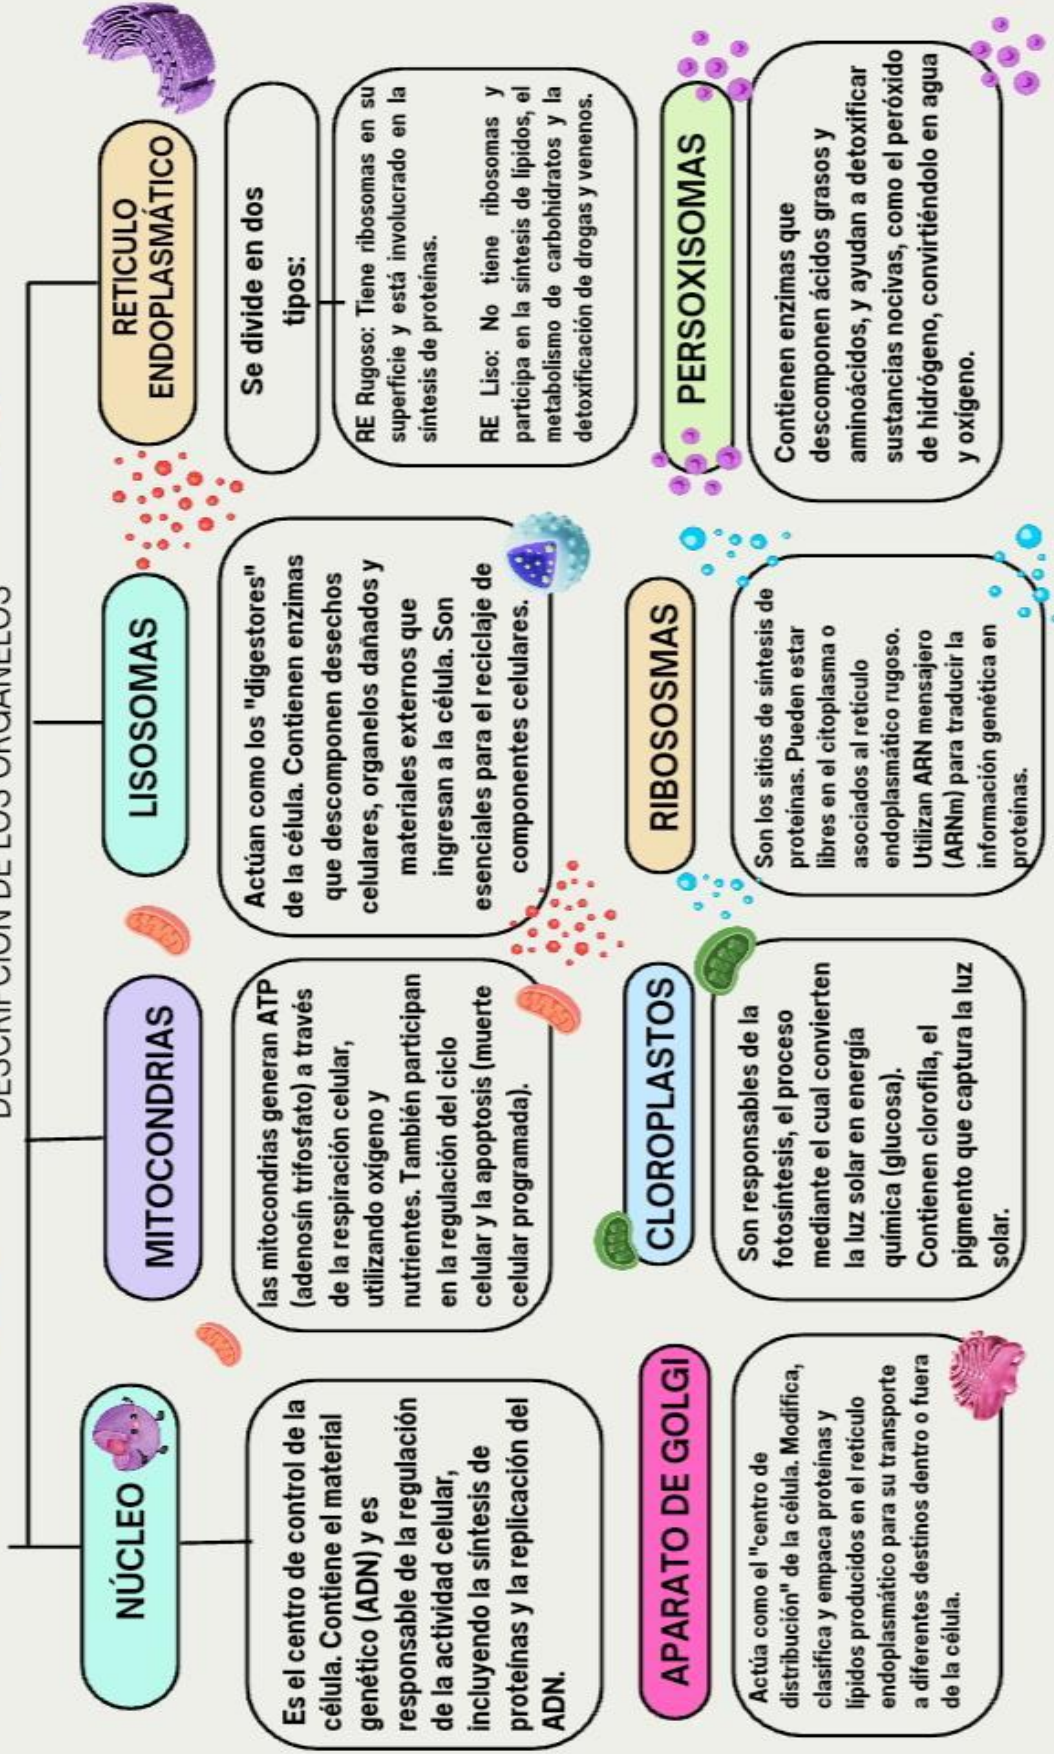 DESCRIPCIÓN DE LOS ORGANELOS
NÚCLEO
Es el centro de control de la
célula. Contiene el material
genético (ADN) y es
responsable de la regulación
de la actividad celular,
incluyendo la síntesis de
proteínas y la replicación del
ADN.
MITOCONDRIAS
las mitocondrias generan ATP
(adenosín trifosfato) a través
de la respiración celular,
utilizando oxígeno y
nutrientes. También participan
en la regulación del ciclo
celular y la apoptosis (muerte
celular programada).
LISOSOMAS
Actúan como los "digestores"
de la célula. Contienen enzimas
que descomponen desechos
celulares, organelos dañados y
materiales externos que
ingresan a la célula. Son
esenciales para el reciclaje de
componentes celulares.
RETICULO
ENDOPLASMÁTICO
Se divide en dos
tipos:
RE Rugoso: Tiene ribosomas en su
superficie y está involucrado en la
síntesis de proteínas.
RE Liso: No tiene ribosomas y
participa en la síntesis de lípidos, el
metabolismo de carbohidratos y la
detoxificación de drogas y venenos.
APARATO DE GOLGI
Actúa como el "centro de
distribución" de la célula. Modifica,
clasifica y empaca proteínas y
lípidos producidos en el retículo
endoplasmático para su transporte
a diferentes destinos dentro o fuera
de la célula.
CLOROPLASTOS
Son responsables de la
fotosíntesis, el proceso
mediante el cual convierten
la luz solar en energía
química (glucosa).
Contienen clorofila, el
pigmento que captura la luz
solar.
RIBOSOSMAS
Son los sitios de síntesis de
proteínas. Pueden estar
libres en el citoplasma o
asociados al retículo
endoplasmático rugoso.
Utilizan ARN mensajero
(ARNm) para traducir la
información genética en
proteínas.
PERSOXISOMAS
Contienen enzimas que
descomponen ácidos grasos y
aminoácidos, y ayudan a detoxificar
sustancias nocivas, como el peróxido
de hidrógeno, convirtiéndolo en agua
y oxígeno.